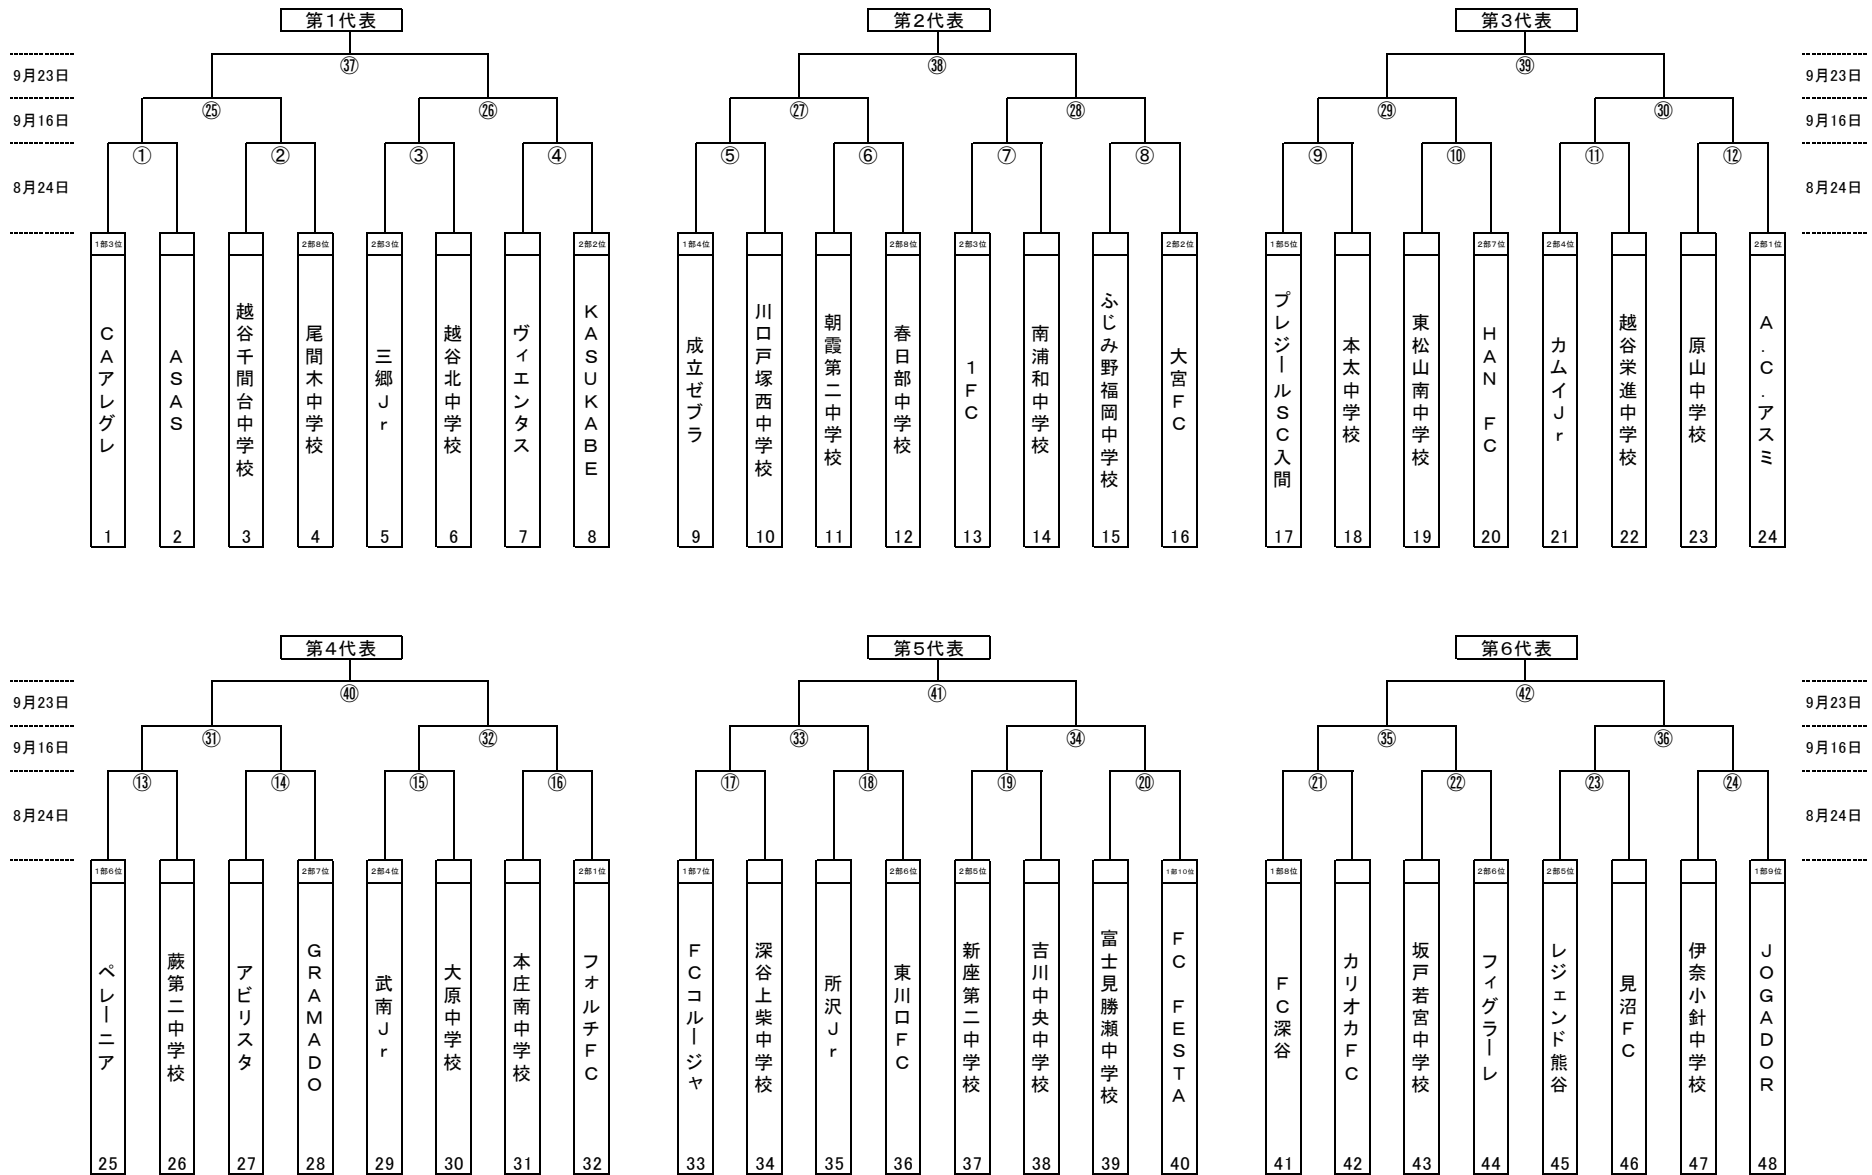 第1代表 第2代表 第3代表
㊲ ㊳ ㊴
9月23日 9月23日
㉕ ㉖ ㉗ ㉘ ㉙ ㉚
9月16日 9月16日
① ② ③ ④ ⑤ ⑥ ⑦ ⑧ ⑨ ⑩ ⑪ ⑫
8月24日 8月24日
1部3位 2部8位 2部3位 2部2位 1部4位 2部8位 2部3位 2部2位 1部5位 2部7位 2部4位 2部1位
CAアレグレ
ASAS
越谷千間台中学校
尾間木中学校
三郷Jr
越谷北中学校
ヴィエンタス
KASUKABE
成立ゼブラ
川口戸塚西中学校
朝霞第二中学校
春日部中学校
1FC
南浦和中学校
ふじみ野福岡中学校
大宮FC
プレジールSC入間
本太中学校
東松山南中学校
HAN FC
カムイJr
越谷栄進中学校
原山中学校
A.C.アスミ
1 2 3 4 5 6 7 8 9 10 11 12 13 14 15 16 17 18 19 20 21 22 23 24
第4代表 第5代表 第6代表
㊵ ㊶ ㊷
9月23日 9月23日
㉛ ㉜ ㉝ ㉞ ㉟ ㊱
9月16日 9月16日
⑬ ⑭ ⑮ ⑯ ⑰ ⑱ ⑲ ⑳ ㉑ ㉒ ㉓ ㉔
8月24日 8月24日
1部6位 2部7位 2部4位 2部1位 1部7位 2部6位 2部5位 1部10位 1部8位 2部6位 2部5位 1部9位
ペレーニア
蕨第二中学校
アビリスタ
GRAMADO
武南Jr
大原中学校
本庄南中学校
フォルチFC
FCコルージャ
深谷上柴中学校
所沢Jr
東川口FC
新座第二中学校
吉川中央中学校
富士見勝瀬中学校
FC FESTA
FC深谷
カリオカFC
坂戸若宮中学校
フィグラーレ
レジェンド熊谷
見沼FC
伊奈小針中学校
JOGADOR
25 26 27 28 29 30 31 32 33 34 35 36 37 38 39 40 41 42 43 44 45 46 47 48